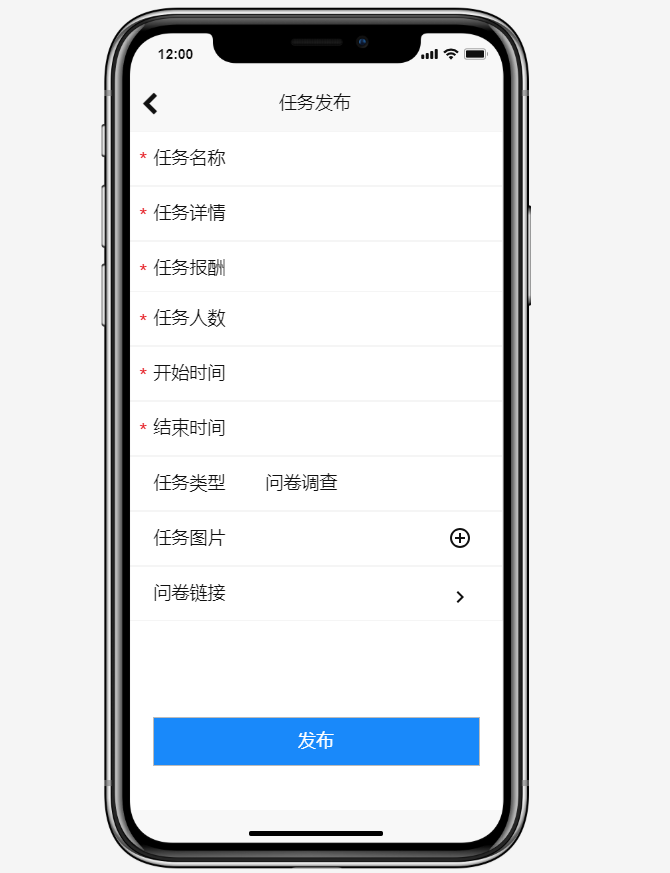 12:00
任务发布
* 任务名称
* 任务详情
* 任务报酬
* 任务人数
* 开始时间
* 结束时间
任务类型 问卷调查
任务图片
问卷链接
发布